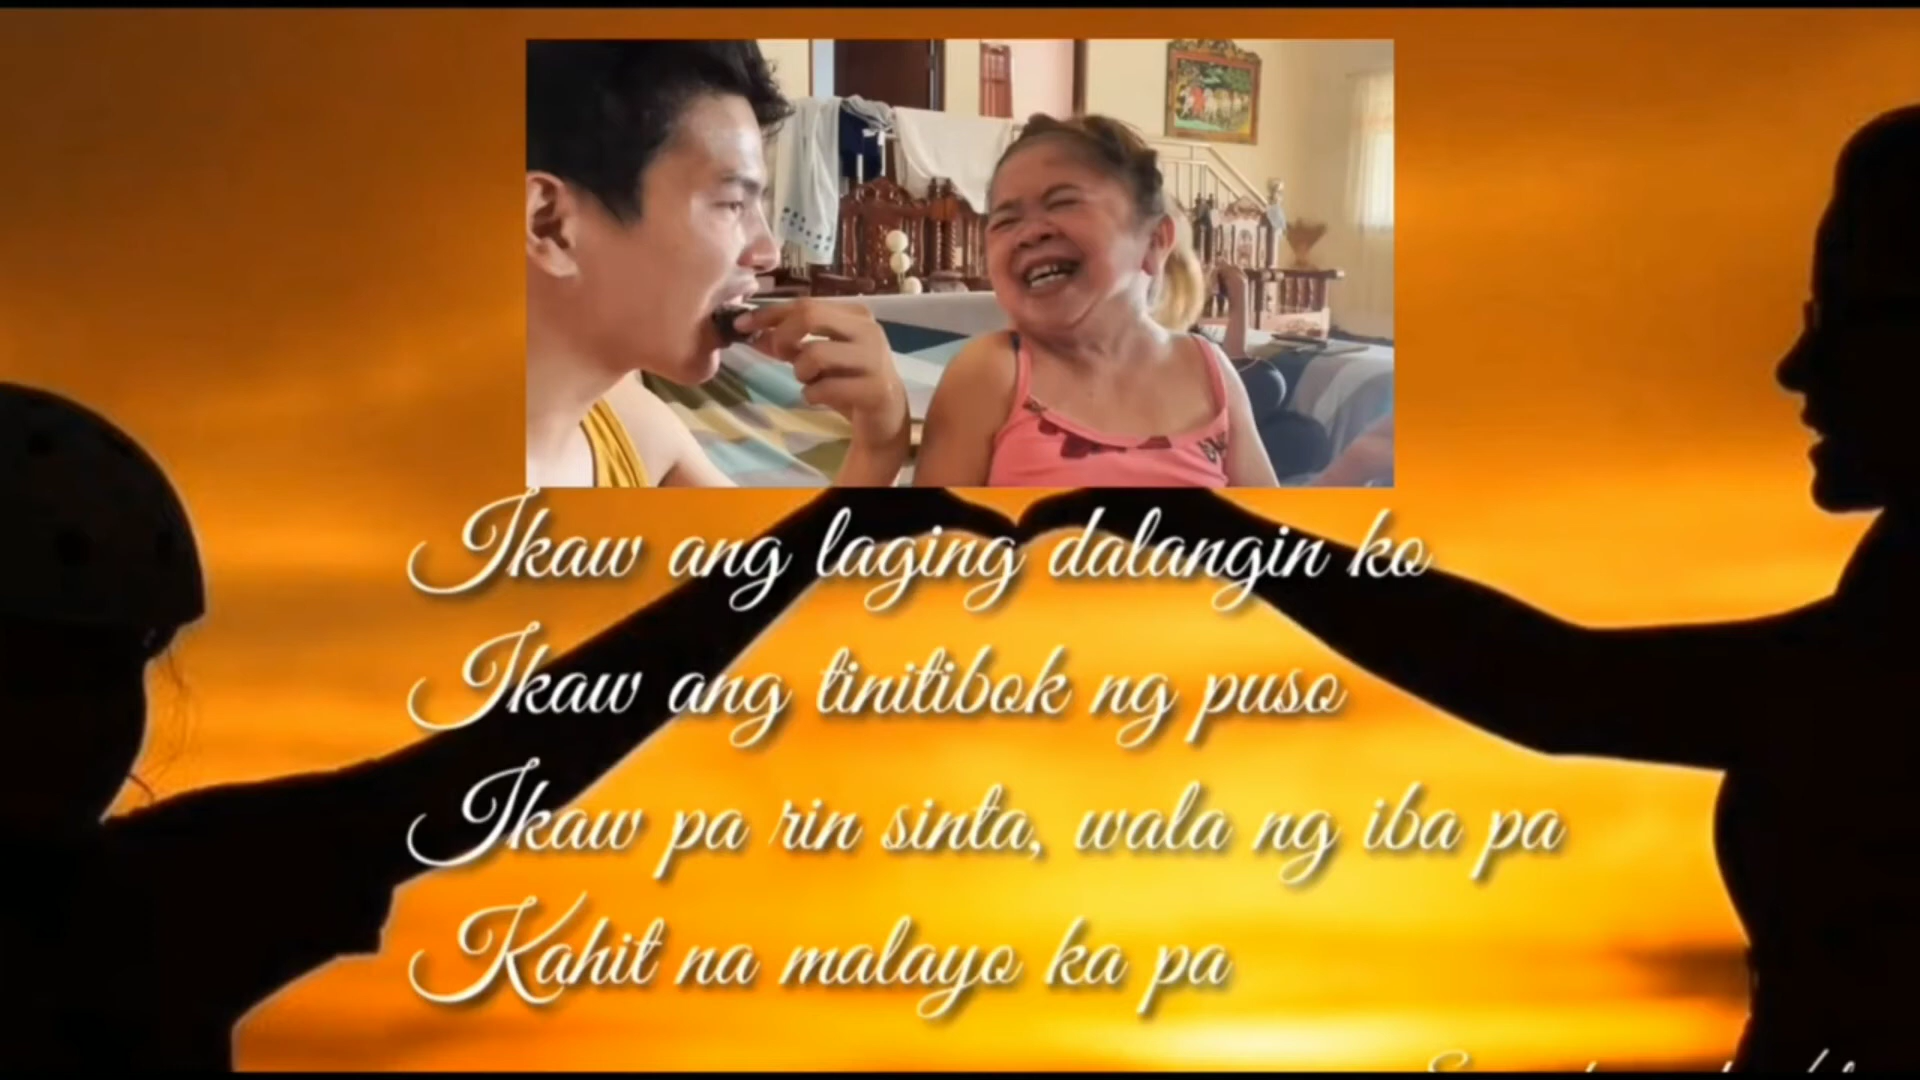 Ikaw ang laging dalangin ko
Ikaw ang tinitibok ng puso
Ikaw pa rin sinta, wala ng iba pa
Kahit na malayo ka pa